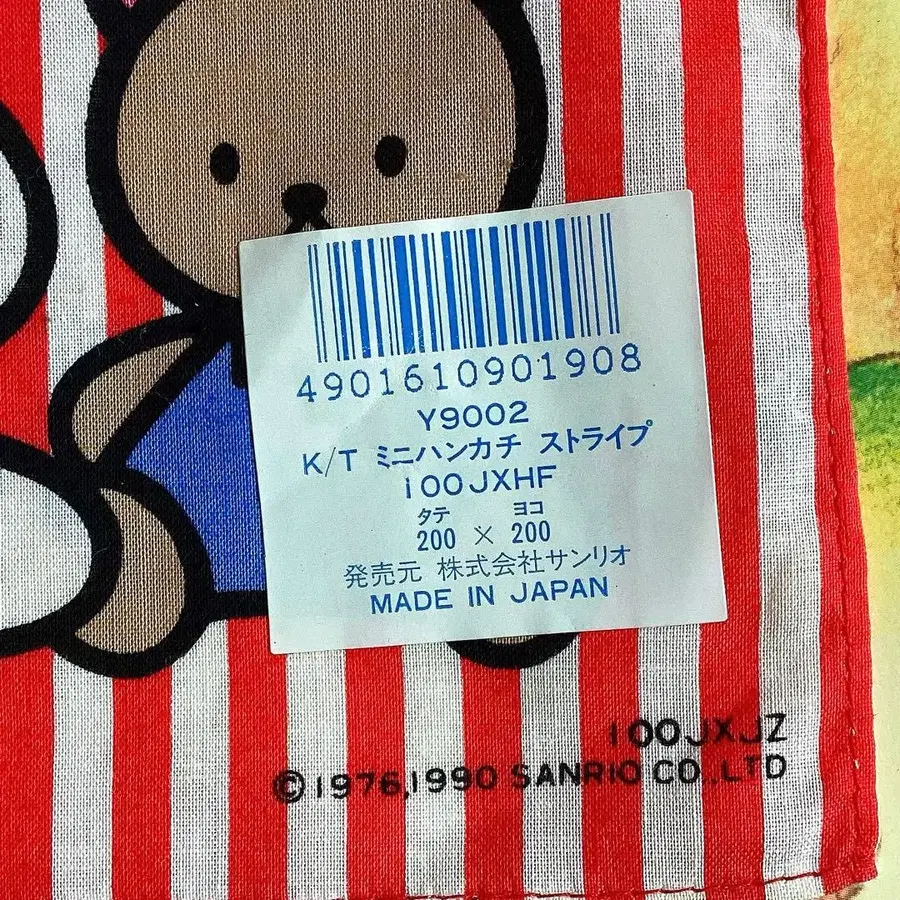 4901610901908
Y9002
K/T ミニハンカチ ストライプ
100JXHF
タテ ヨコ
200 × 200
発売元 株式会社サンリオ
MADE IN JAPAN
100JXJZ
©1976,1990 SANRIO CO.,LTD